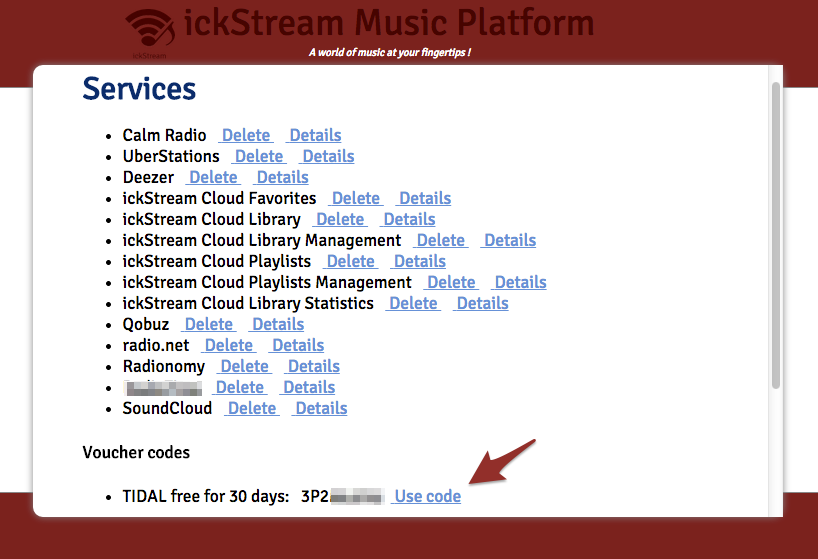 ickStream Music Platform
ickStream
A world of music at your fingertips !
Services
Calm Radio Delete Details
UberStations Delete Details
Deezer Delete Details
ickStream Cloud Favorites Delete Details
ickStream Cloud Library Delete Details
ickStream Cloud Library Management Delete Details
ickStream Cloud Playlists Delete Details
ickStream Cloud Playlists Management Delete Details
ickStream Cloud Library Statistics Delete Details
Qobuz Delete Details
radio.net Delete Details
Radionomy Delete Details
Delete Details
SoundCloud Delete Details
Voucher codes
TIDAL free for 30 days: 3P2 Use code